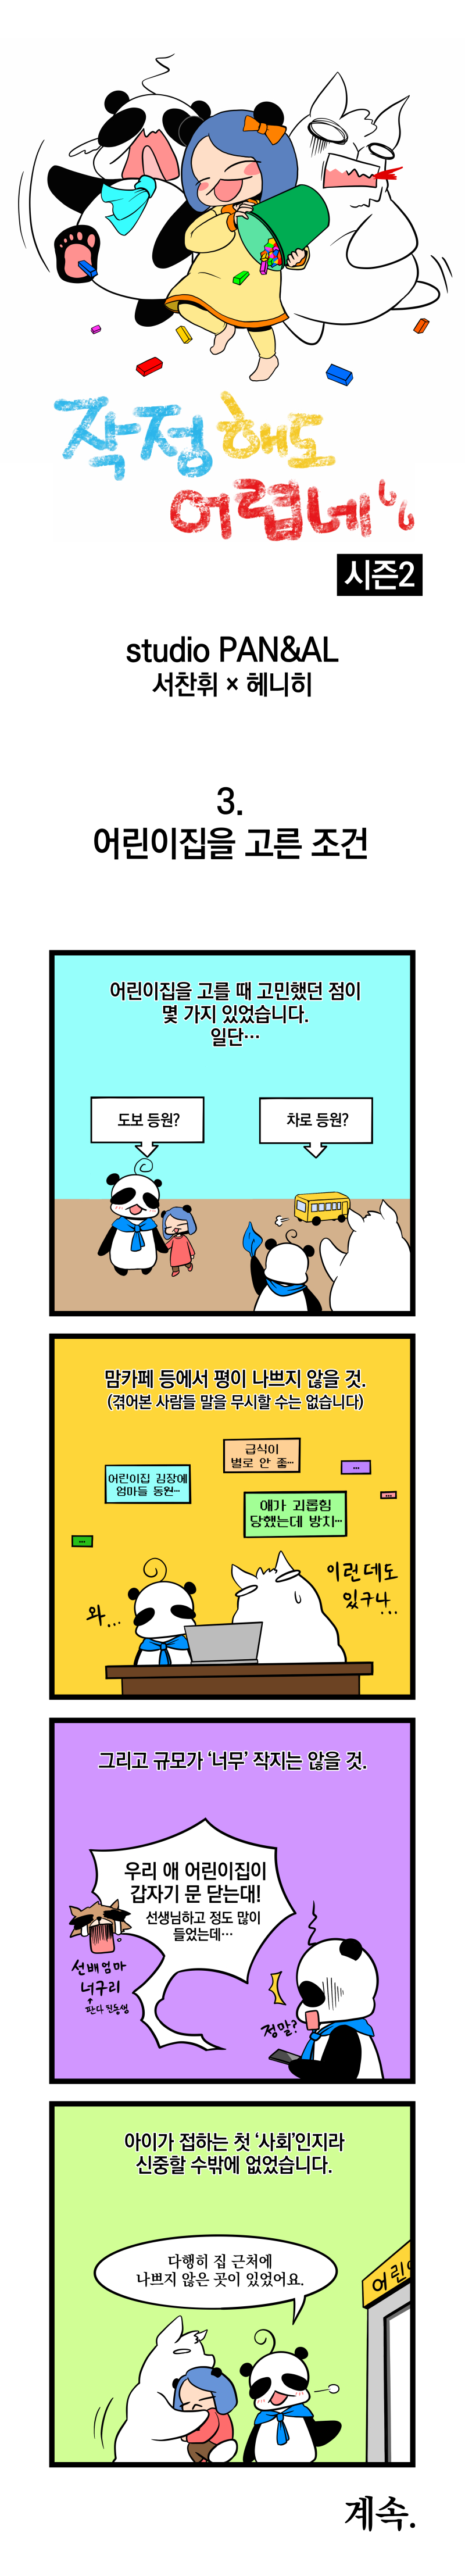 작정해도
어렵네
시즌2
studio PAN&AL
서찬휘 × 헤니히
3.
어린이집을 고른 조건
어린이집을 고를 때 고민했던 점이
몇 가지 있었습니다.
일단…
도보 등원?
차로 등원?
맘카페 등에서 평이 나쁘지 않을 것.
(겪어본 사람들 말을 무시할 수는 없습니다)
급식이
별로 안 좋…
...
어린이집 김장에
엄마들 동원…
...
애가 괴롭힘
당했는데 방치…
...
이런데도
있구나...
와...
그리고 규모가 ‘너무’ 작지는 않을 것.
우리 애 어린이집이
갑자기 문 닫는대!
선생님하고 정도 많이
들었는데…
선배엄마
너구리
↑
판다 친동생
정말?
아이가 접하는 첫 ‘사회’인지라
신중할 수밖에 없었습니다.
다행히 집 근처에
나쁘지 않은 곳이 있었어요.
어린
계속.